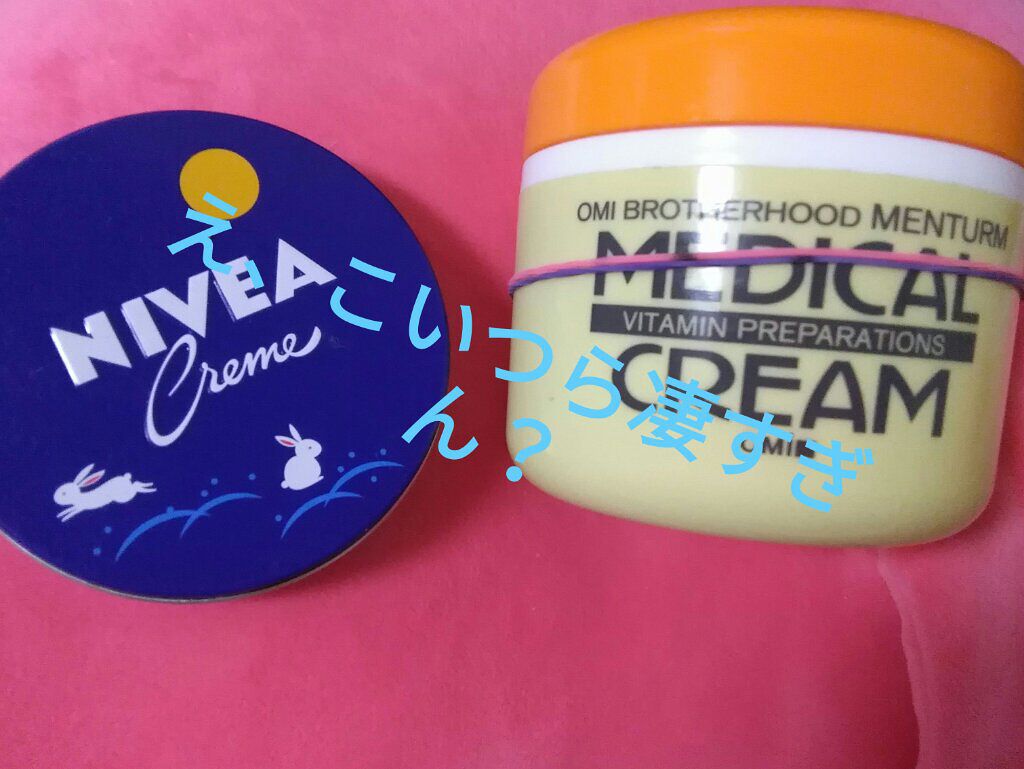 NIVEA
Creme
OMI BROTHERHOOD MENTURM
MEDICAL
VITAMIN PREPARATIONS
CREAM
え、こいつら凄すぎ
ん?